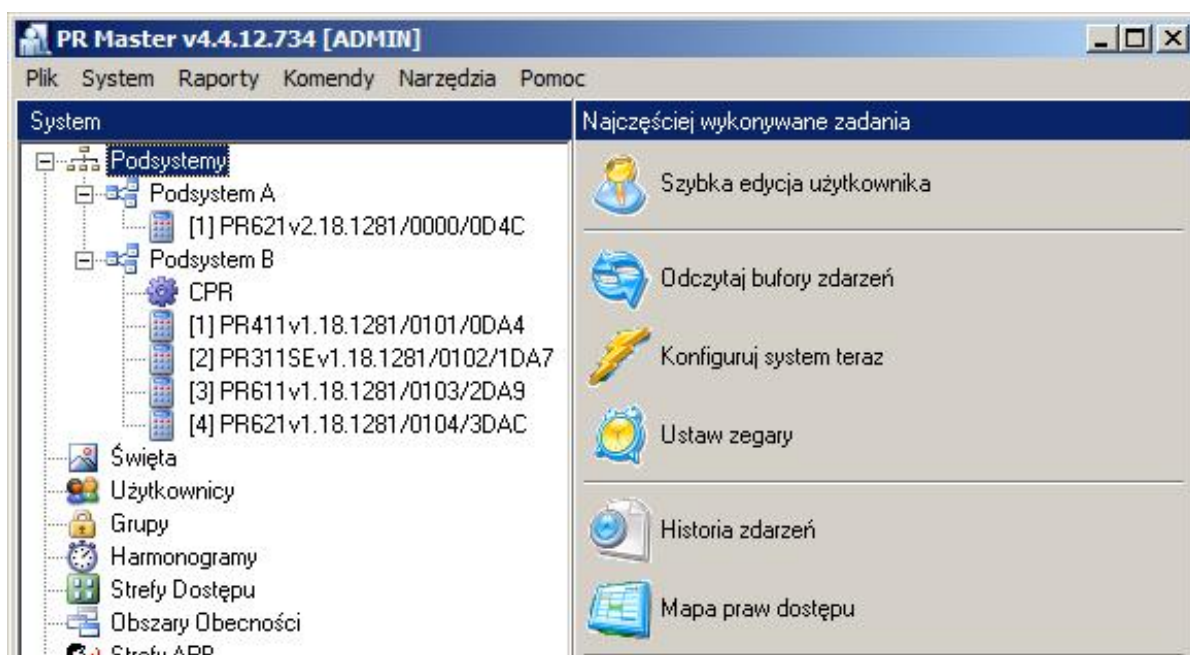 PR Master v4.4.12.734 [ADMIN]
Plik System Raporty Komendy Narzędzia Pomoc
System
Podsystemy
Podsystem A
[1] PR621v2.18.1281/0000/0D4C
Podsystem B
CPR
[1] PR411v1.18.1281/0101/0DA4
[2] PR311SEv1.18.1281/0102/1DA7
[3] PR611v1.18.1281/0103/2DA9
[4] PR621v1.18.1281/0104/3DAC
Święta
Użytkownicy
Grupy
Harmonogramy
Strefy Dostępu
Obszary Obecności
Strefy APB
Najczęściej wykonywane zadania
Szybka edycja użytkownika
Odczytaj bufory zdarzeń
Konfiguruj system teraz
Ustaw zegary
Historia zdarzeń
Mapa praw dostępu